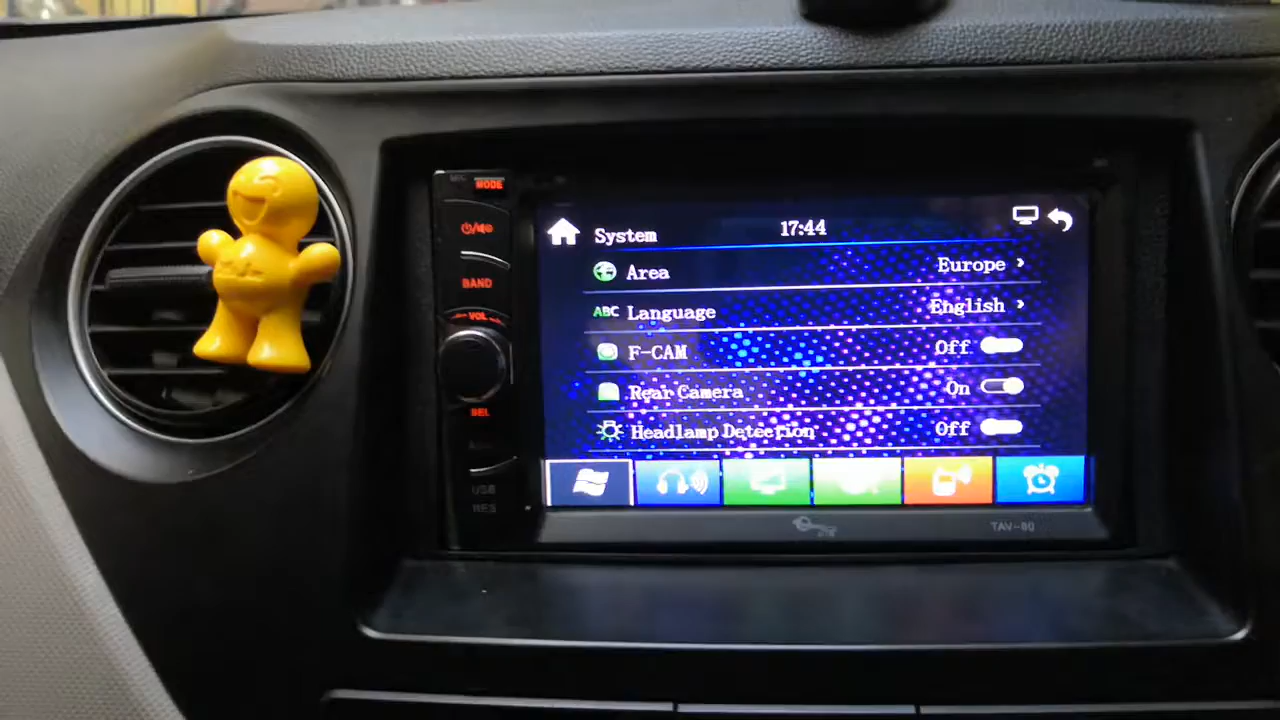 MODE
BAND
VOL
SEL
USB
RES
System 17:44
Area Europe
ABC Language English
F-CAM Off
Rear Camera On
Headlamp Detection Off
TAV-80